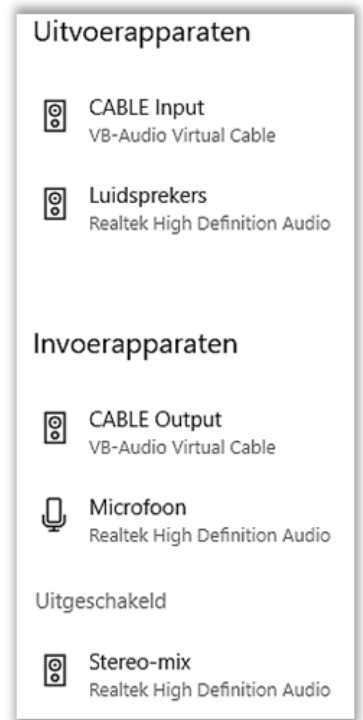 Uitvoerapparaten
CABLE Input
VB-Audio Virtual Cable
Luidsprekers
Realtek High Definition Audio
Invoerapparaten
CABLE Output
VB-Audio Virtual Cable
Microfoon
Realtek High Definition Audio
Uitgeschakeld
Stereo-mix
Realtek High Definition Audio